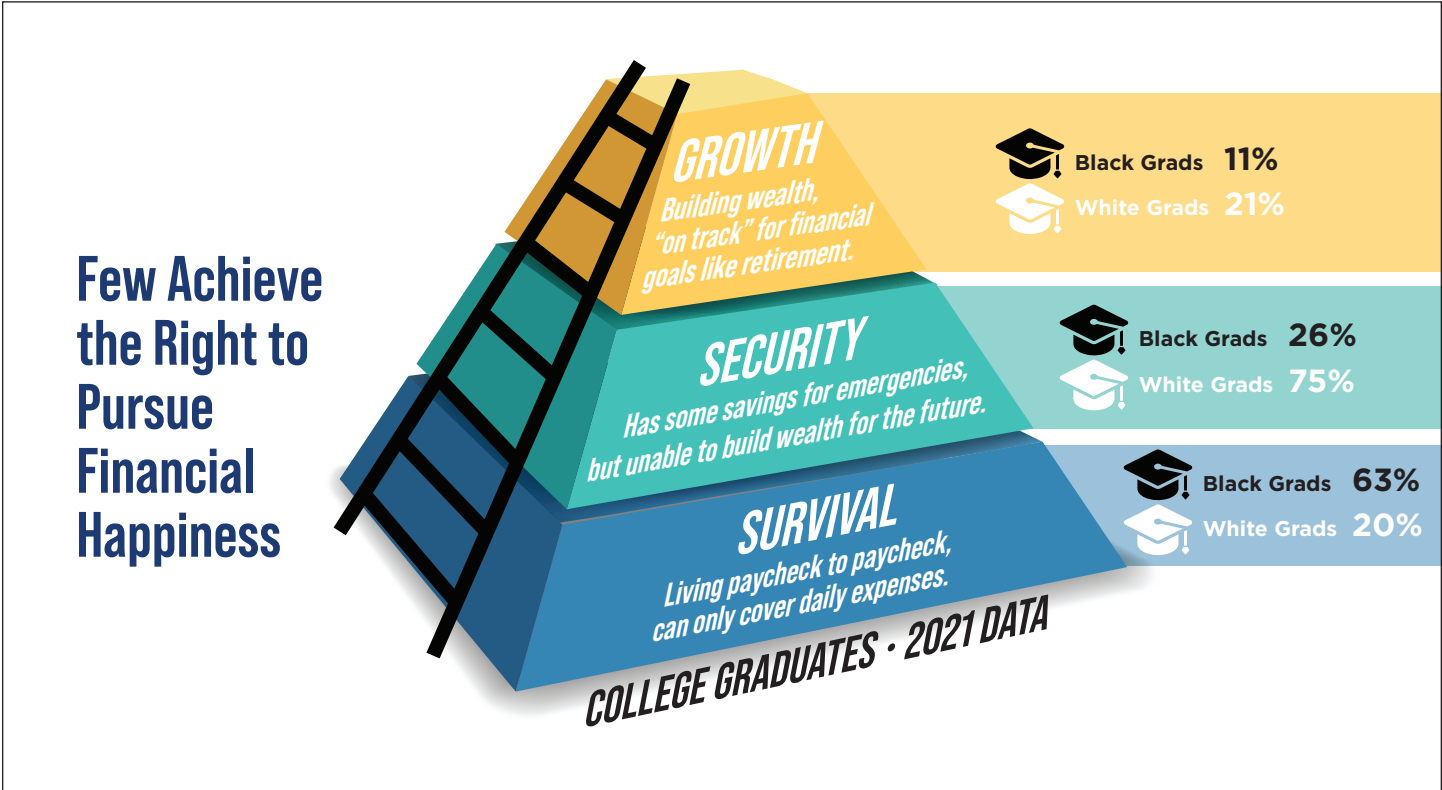 Few Achieve
the Right to
Pursue
Financial
Happiness
GROWTH
Building wealth,
“on track” for financial
goals like retirement.
Black Grads 11%
White Grads 21%
SECURITY
Has some savings for emergencies,
but unable to build wealth for the future.
Black Grads 26%
White Grads 75%
SURVIVAL
Living paycheck to paycheck,
can only cover daily expenses.
Black Grads 63%
White Grads 20%
COLLEGE GRADUATES · 2021 DATA